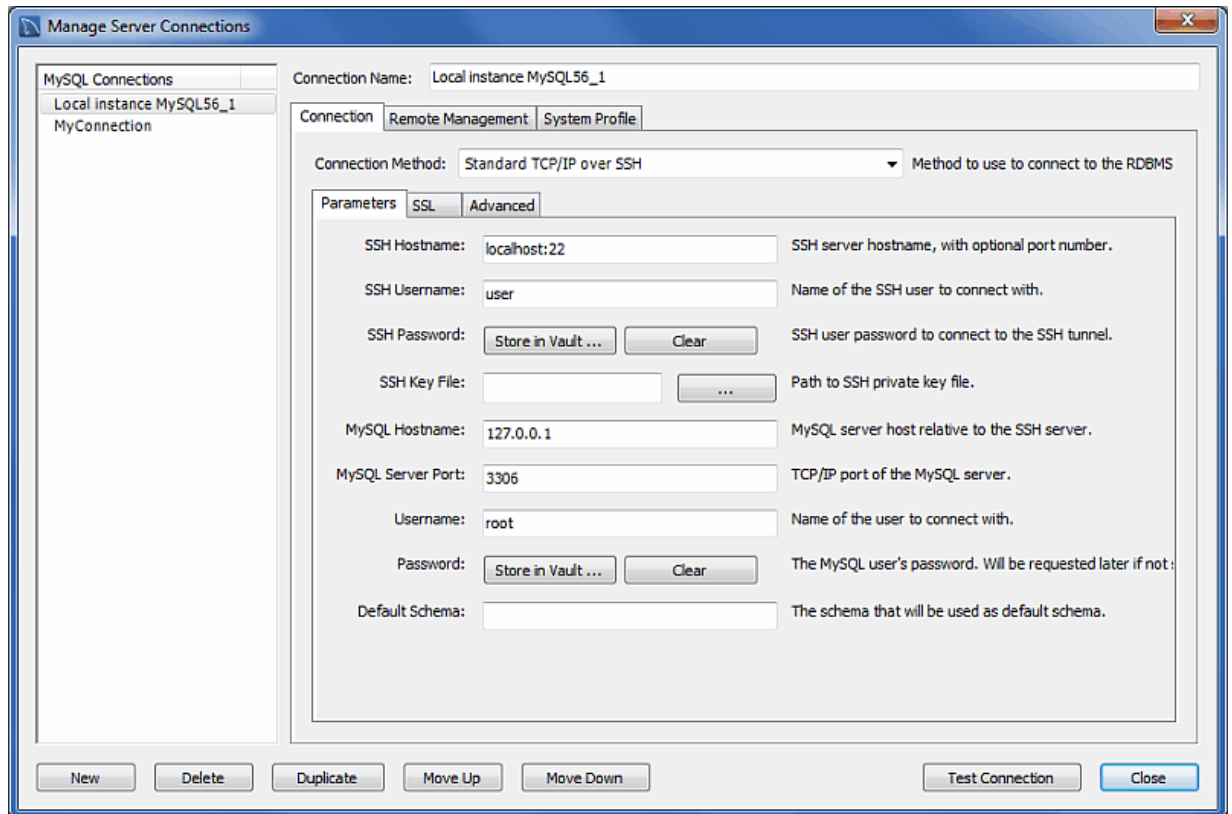 Manage Server Connections
MySQL Connections
Local instance MySQL56_1
MyConnection
Connection Name: Local instance MySQL56_1
Connection Remote Management System Profile
Connection Method: Standard TCP/IP over SSH Method to use to connect to the RDBMS
Parameters SSL Advanced
SSH Hostname: localhost:22 SSH server hostname, with optional port number.
SSH Username: user Name of the SSH user to connect with.
SSH Password: Store in Vault ... Clear SSH user password to connect to the SSH tunnel.
SSH Key File: ... Path to SSH private key file.
MySQL Hostname: 127.0.0.1 MySQL server host relative to the SSH server.
MySQL Server Port: 3306 TCP/IP port of the MySQL server.
Username: root Name of the user to connect with.
Password: Store in Vault ... Clear The MySQL user's password. Will be requested later if not
Default Schema: The schema that will be used as default schema.
New Delete Duplicate Move Up Move Down Test Connection Close